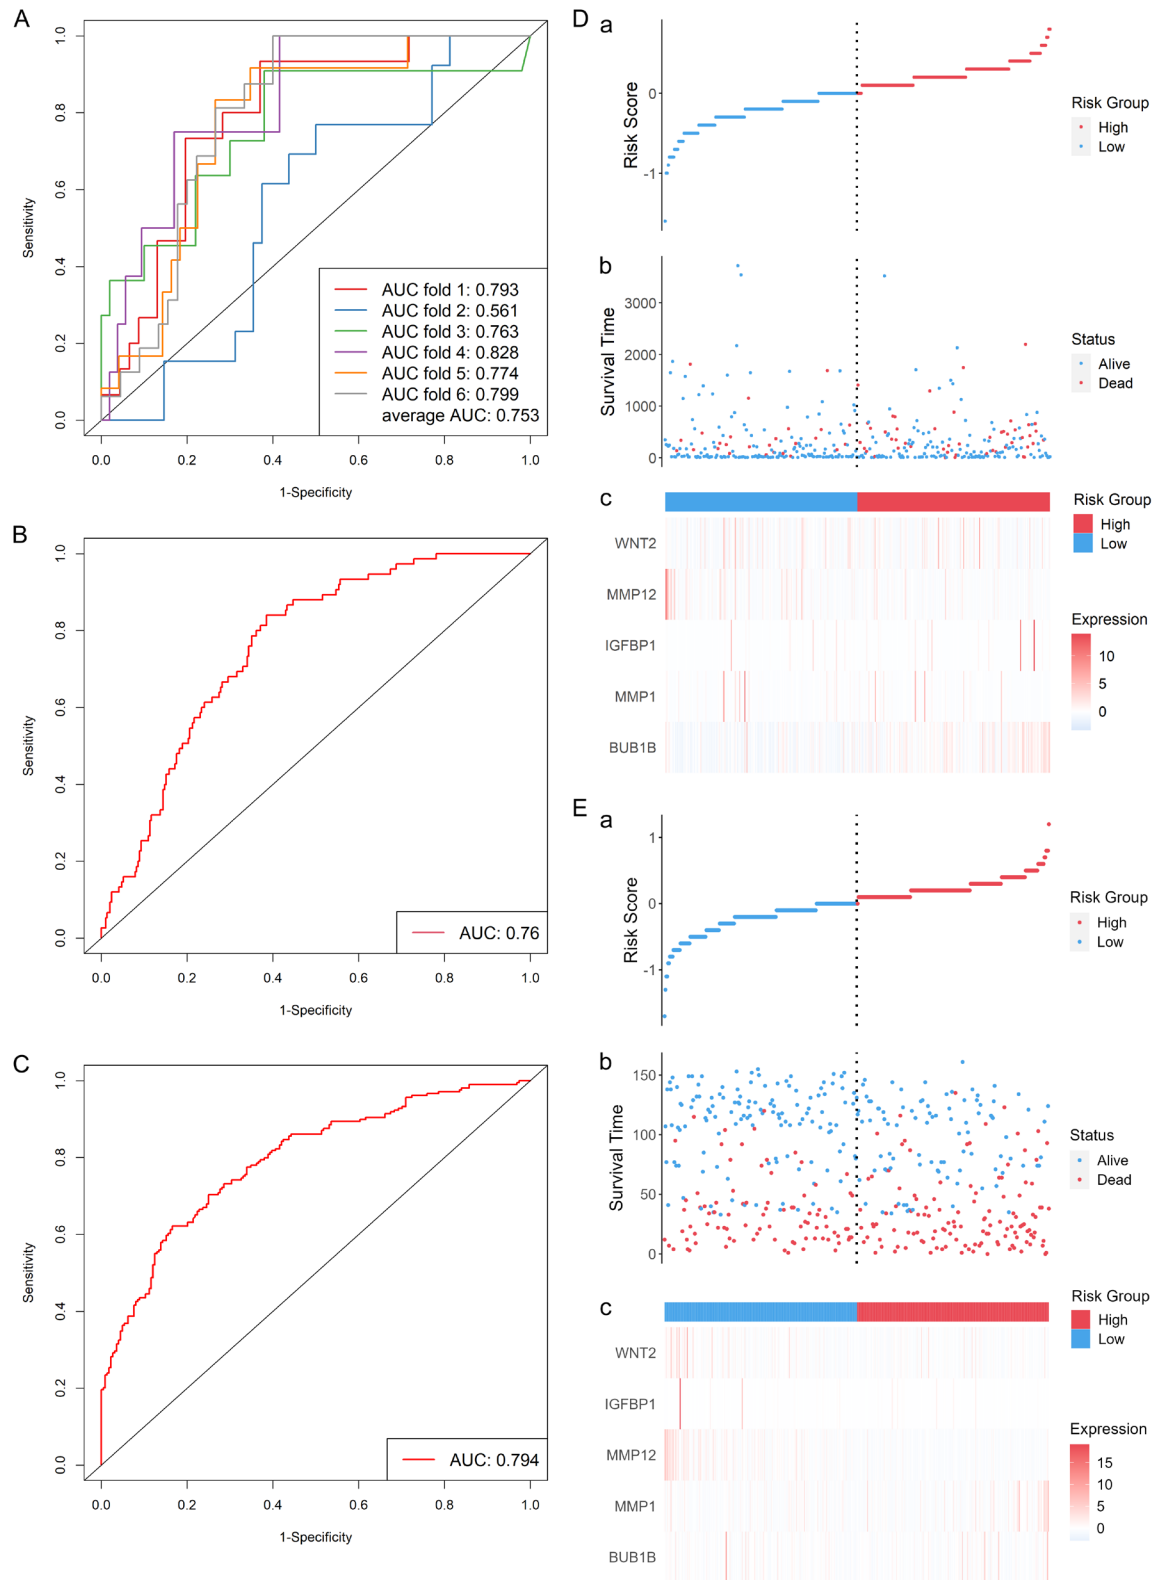 A
1.0
0.8
0.6
0.4
0.2
0.0
Sensitivity
AUC fold 1: 0.793
AUC fold 2: 0.561
AUC fold 3: 0.763
AUC fold 4: 0.828
AUC fold 5: 0.774
AUC fold 6: 0.799
average AUC: 0.753
0.0 0.2 0.4 0.6 0.8 1.0
1-Specificity
B
1.0
0.8
0.6
0.4
0.2
0.0
Sensitivity
AUC: 0.76
0.0 0.2 0.4 0.6 0.8 1.0
1-Specificity
C
1.0
0.8
0.6
0.4
0.2
0.0
Sensitivity
AUC: 0.794
0.0 0.2 0.4 0.6 0.8 1.0
1-Specificity
D
a
0
-1
Risk Score
Risk Group
High
Low
b
3000
2000
1000
0
Survival Time
Status
Alive
Dead
c
WNT2
MMP12
IGFBP1
MMP1
BUB1B
Risk Group
High
Low
Expression
10
5
0
E
a
1
0
-1
Risk Score
Risk Group
High
Low
b
150
100
50
0
Survival Time
Status
Alive
Dead
c
WNT2
IGFBP1
MMP12
MMP1
BUB1B
Risk Group
High
Low
Expression
15
10
5
0